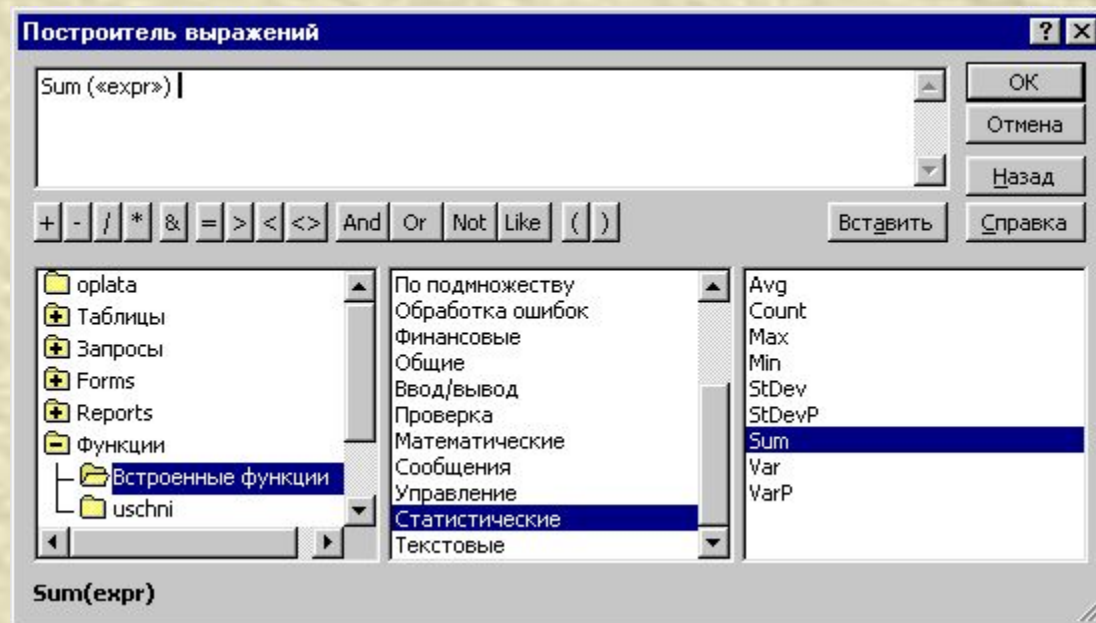 Построитель выражений
Sum («expr»)
OK
Отмена
Назад
+ - / * & = > < <> And Or Not Like ( )
Вставить
Справка
oplata
Таблицы
Запросы
Forms
Reports
Функции
Встроенные функции
uschni
По подмножеству
Обработка ошибок
Финансовые
Общие
Ввод/вывод
Проверка
Математические
Сообщения
Управление
Статистические
Текстовые
Avg
Count
Max
Min
StDev
StDevP
Sum
Var
VarP
Sum(expr)